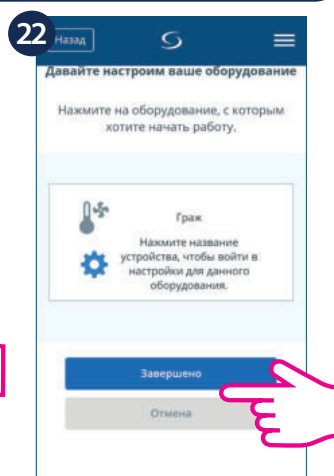 22
Назад
Давайте настроим ваше оборудование
Нажмите на оборудование, с которым
хотите начать работу.
Граж
Нажмите название
устройства, чтобы войти в
настройки для данного
оборудования.
Завершено
Отмена